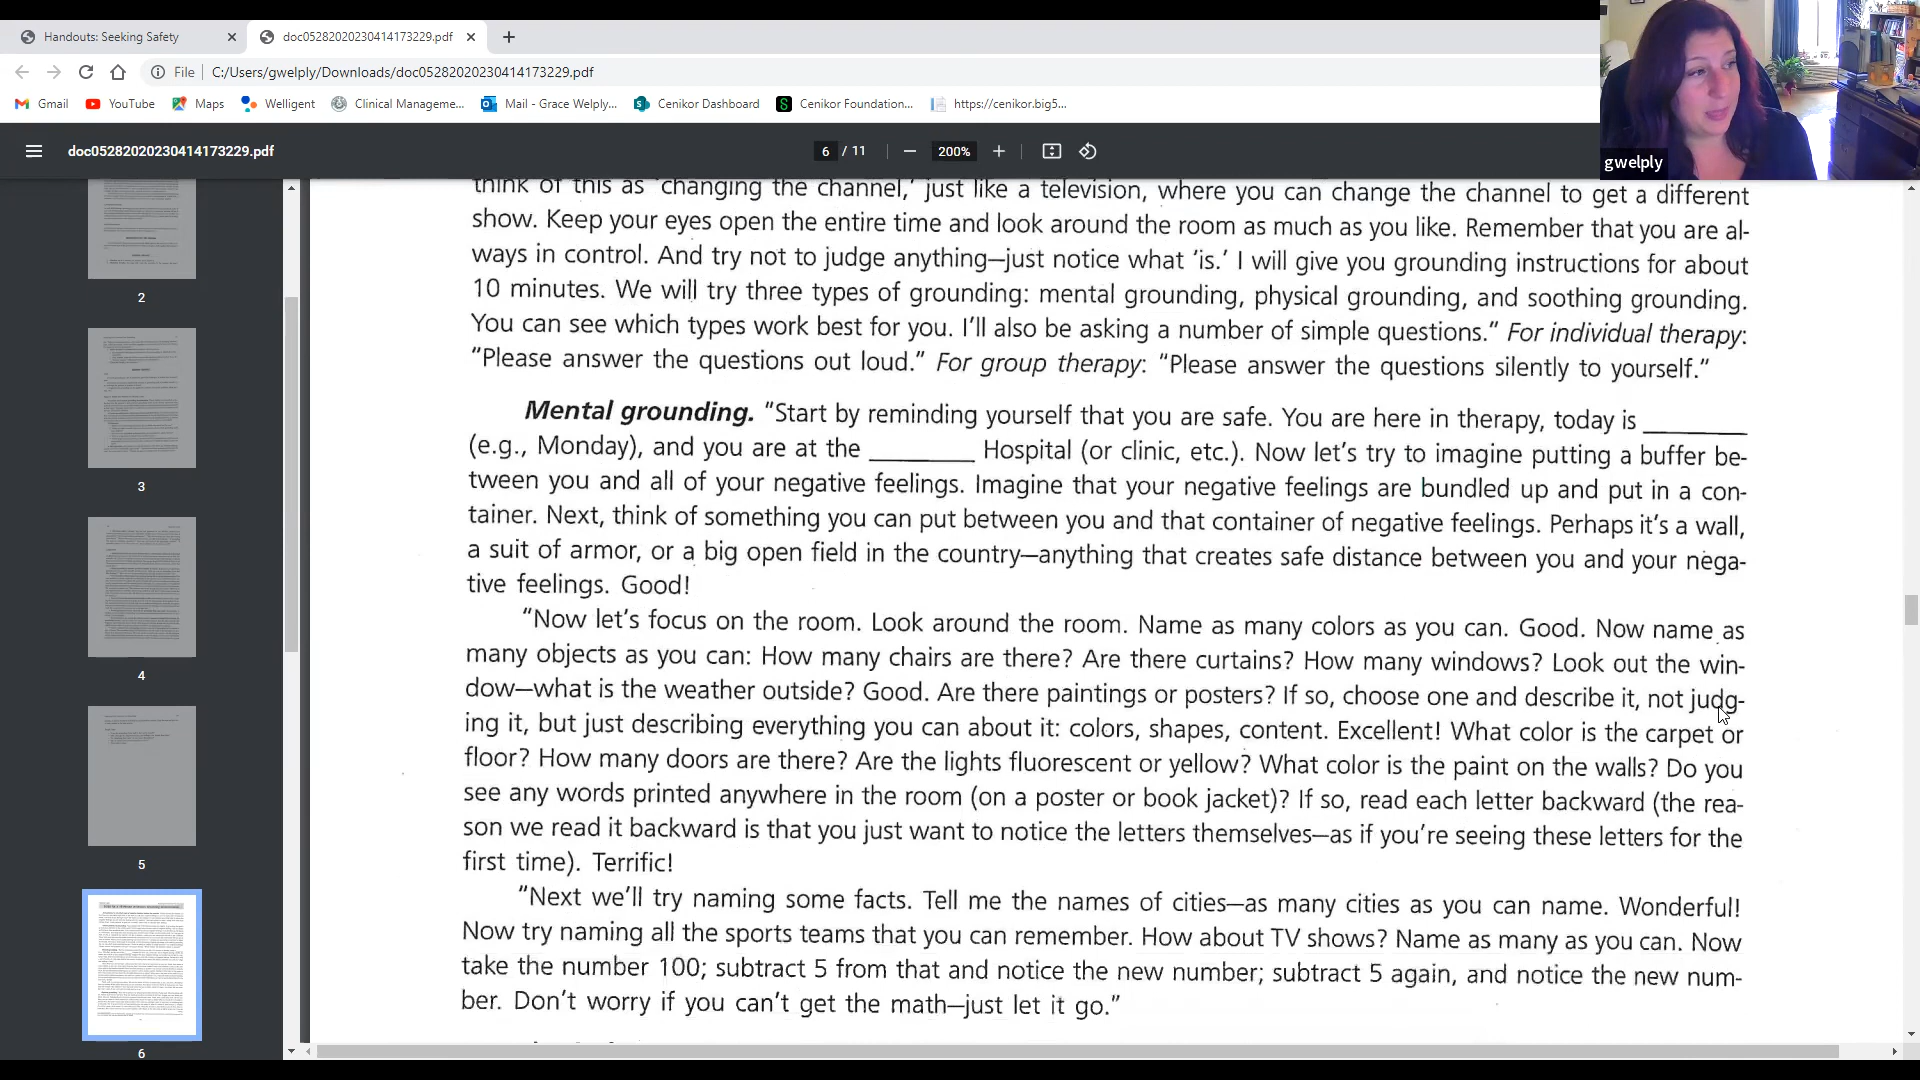 Handouts: Seeking Safety
doc05282020230414173229.pdf
File
C:/Users/gwelply/Downloads/doc05282020230414173229.pdf
Gmail
YouTube
Maps
Welligent
Clinical Manageme...
Mail - Grace Welply...
Cenikor Dashboard
Cenikor Foundation...
https://cenikor.big5...
gwelply
doc05282020230414173229.pdf
6 / 11
200%
2
3
4
5
6
think of this as ‘changing the channel,’ just like a television, where you can change the channel to get a different
show. Keep your eyes open the entire time and look around the room as much as you like. Remember that you are al-
ways in control. And try not to judge anything—just notice what ‘is.’ I will give you grounding instructions for about
10 minutes. We will try three types of grounding: mental grounding, physical grounding, and soothing grounding.
You can see which types work best for you. I’ll also be asking a number of simple questions.” For individual therapy:
“Please answer the questions out loud.” For group therapy: “Please answer the questions silently to yourself.”
Mental grounding. “Start by reminding yourself that you are safe. You are here in therapy, today is ________
(e.g., Monday), and you are at the ________ Hospital (or clinic, etc.). Now let’s try to imagine putting a buffer be-
tween you and all of your negative feelings. Imagine that your negative feelings are bundled up and put in a con-
tainer. Next, think of something you can put between you and that container of negative feelings. Perhaps it’s a wall,
a suit of armor, or a big open field in the country—anything that creates safe distance between you and your nega-
tive feelings. Good!
“Now let’s focus on the room. Look around the room. Name as many colors as you can. Good. Now name as
many objects as you can: How many chairs are there? Are there curtains? How many windows? Look out the win-
dow—what is the weather outside? Good. Are there paintings or posters? If so, choose one and describe it, not judg-
ing it, but just describing everything you can about it: colors, shapes, content. Excellent! What color is the carpet or
floor? How many doors are there? Are the lights fluorescent or yellow? What color is the paint on the walls? Do you
see any words printed anywhere in the room (on a poster or book jacket)? If so, read each letter backward (the rea-
son we read it backward is that you just want to notice the letters themselves—as if you’re seeing these letters for the
first time). Terrific!
“Next we’ll try naming some facts. Tell me the names of cities—as many cities as you can name. Wonderful!
Now try naming all the sports teams that you can remember. How about TV shows? Name as many as you can. Now
take the number 100; subtract 5 from that and notice the new number; subtract 5 again, and notice the new num-
ber. Don’t worry if you can’t get the math—just let it go.”